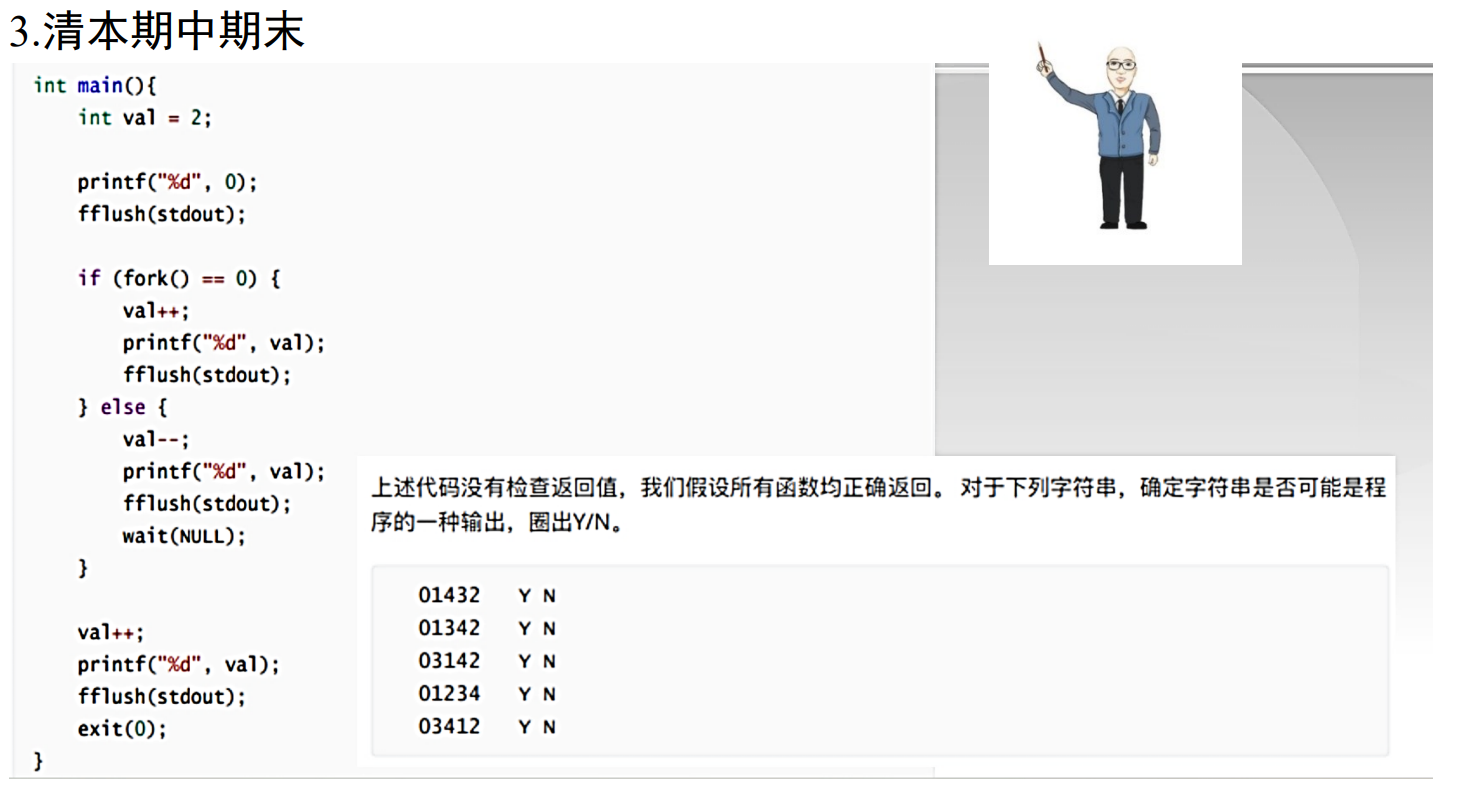 3.清本期中期末
int main(){
int val = 2;
printf("%d", 0);
fflush(stdout);
if (fork() == 0) {
val++;
printf("%d", val);
fflush(stdout);
} else {
val--;
printf("%d", val);
fflush(stdout);
wait(NULL);
}
val++;
printf("%d", val);
fflush(stdout);
exit(0);
}
上述代码没有检查返回值，我们假设所有函数均正确返回。 对于下列字符串，确定字符串是否可能是程
序的一种输出，圈出Y/N。
01432 Y N
01342 Y N
03142 Y N
01234 Y N
03412 Y N